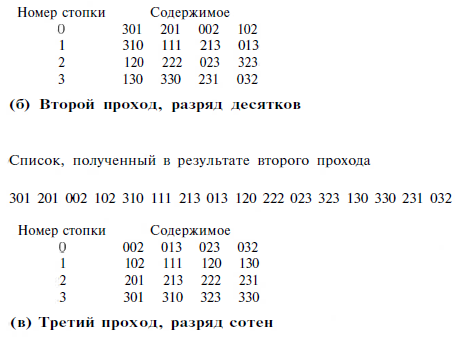 Номер стопки Содержимое
0 301 201 002 102
1 310 111 213 013
2 120 222 023 323
3 130 330 231 032
(б) Второй проход, разряд десятков
Список, полученный в результате второго прохода
301 201 002 102 310 111 213 013 120 222 023 323 130 330 231 032
Номер стопки Содержимое
0 002 013 023 032
1 102 111 120 130
2 201 213 222 231
3 301 310 323 330
(в) Третий проход, разряд сотен